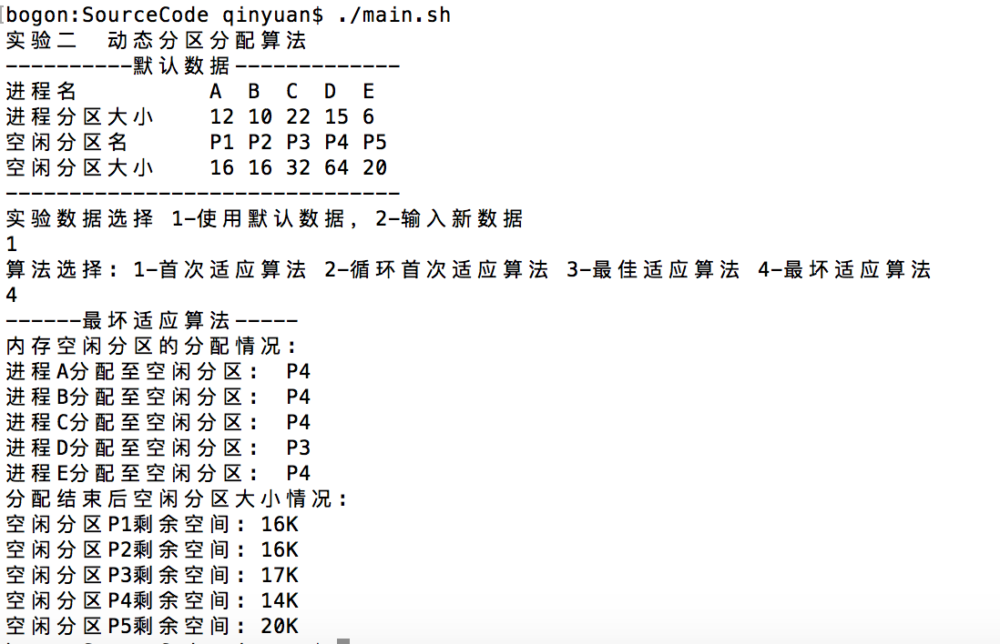 bogon:SourceCode qinyuan$ ./main.sh
实验二 动态分区分配算法
----------默认数据-------------
进程名 A B C D E
进程分区大小 12 10 22 15 6
空闲分区名 P1 P2 P3 P4 P5
空闲分区大小 16 16 32 64 20
-------------------------------
实验数据选择 1-使用默认数据, 2-输入新数据
1
算法选择: 1-首次适应算法 2-循环首次适应算法 3-最佳适应算法 4-最坏适应算法
4
------最坏适应算法-----
内存空闲分区的分配情况:
进程A分配至空闲分区: P4
进程B分配至空闲分区: P4
进程C分配至空闲分区: P4
进程D分配至空闲分区: P3
进程E分配至空闲分区: P4
分配结束后空闲分区大小情况:
空闲分区P1剩余空间: 16K
空闲分区P2剩余空间: 16K
空闲分区P3剩余空间: 17K
空闲分区P4剩余空间: 14K
空闲分区P5剩余空间: 20K